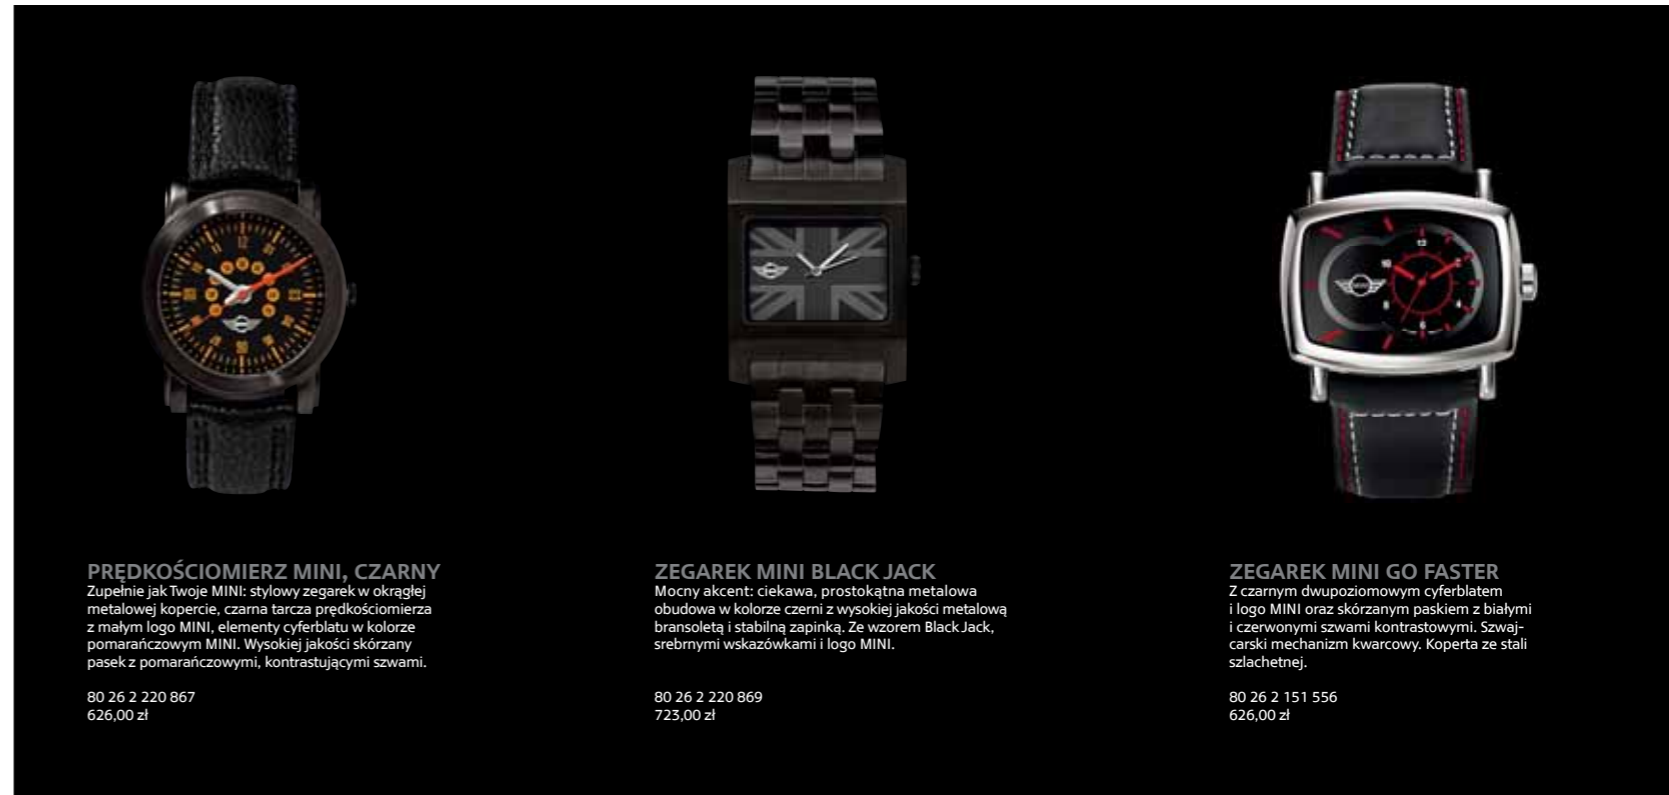 PRĘDKOŚCIOMIERZ MINI, CZARNY
Zupełnie jak Twoje MINI: stylowy zegarek w okrągłej
metalowej kopercie, czarna tarcza prędkościomierza
z małym logo MINI, elementy cyferblatu w kolorze
pomarańczowym MINI. Wysokiej jakości skórzany
pasek z pomarańczowymi, kontrastującymi szwami.
80 26 2 220 867
626,00 zł
ZEGAREK MINI BLACK JACK
Mocny akcent: ciekawa, prostokątna metalowa
obudowa w kolorze czerni z wysokiej jakości metalową
bransoletą i stabilną zapinką. Ze wzorem Black Jack,
srebrnymi wskazówkami i logo MINI.
80 26 2 220 869
723,00 zł
ZEGAREK MINI GO FASTER
Z czarnym dwupoziomowym cyferblatem
i logo MINI oraz skórzanym paskiem z białymi
i czerwonymi szwami kontrastowymi. Szwaj-
carski mechanizm kwarcowy. Koperta ze stali
szlachetnej.
80 26 2 151 556
626,00 zł